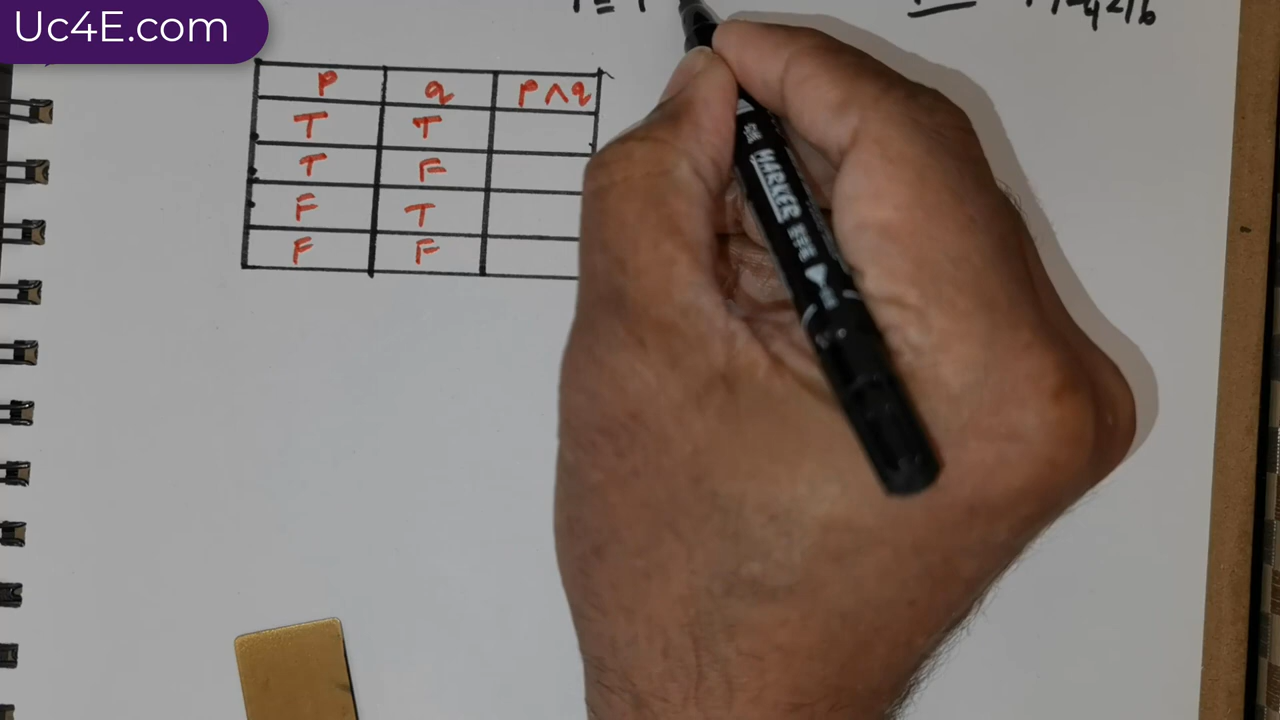 Uc4E.com
P q P ∧ q
T T
T F
F T
F F
MARKER